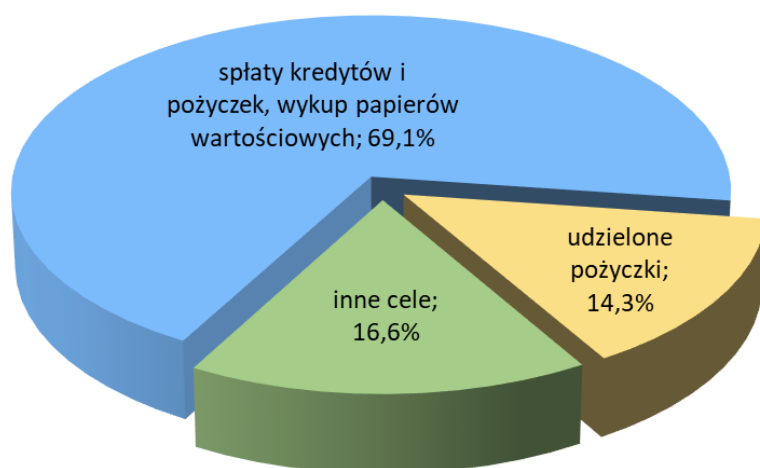 spłaty kredytów i
pożyczek, wykup papierów
wartościowych; 69,1%
udzielone
pożyczki;
14,3%
inne cele;
16,6%